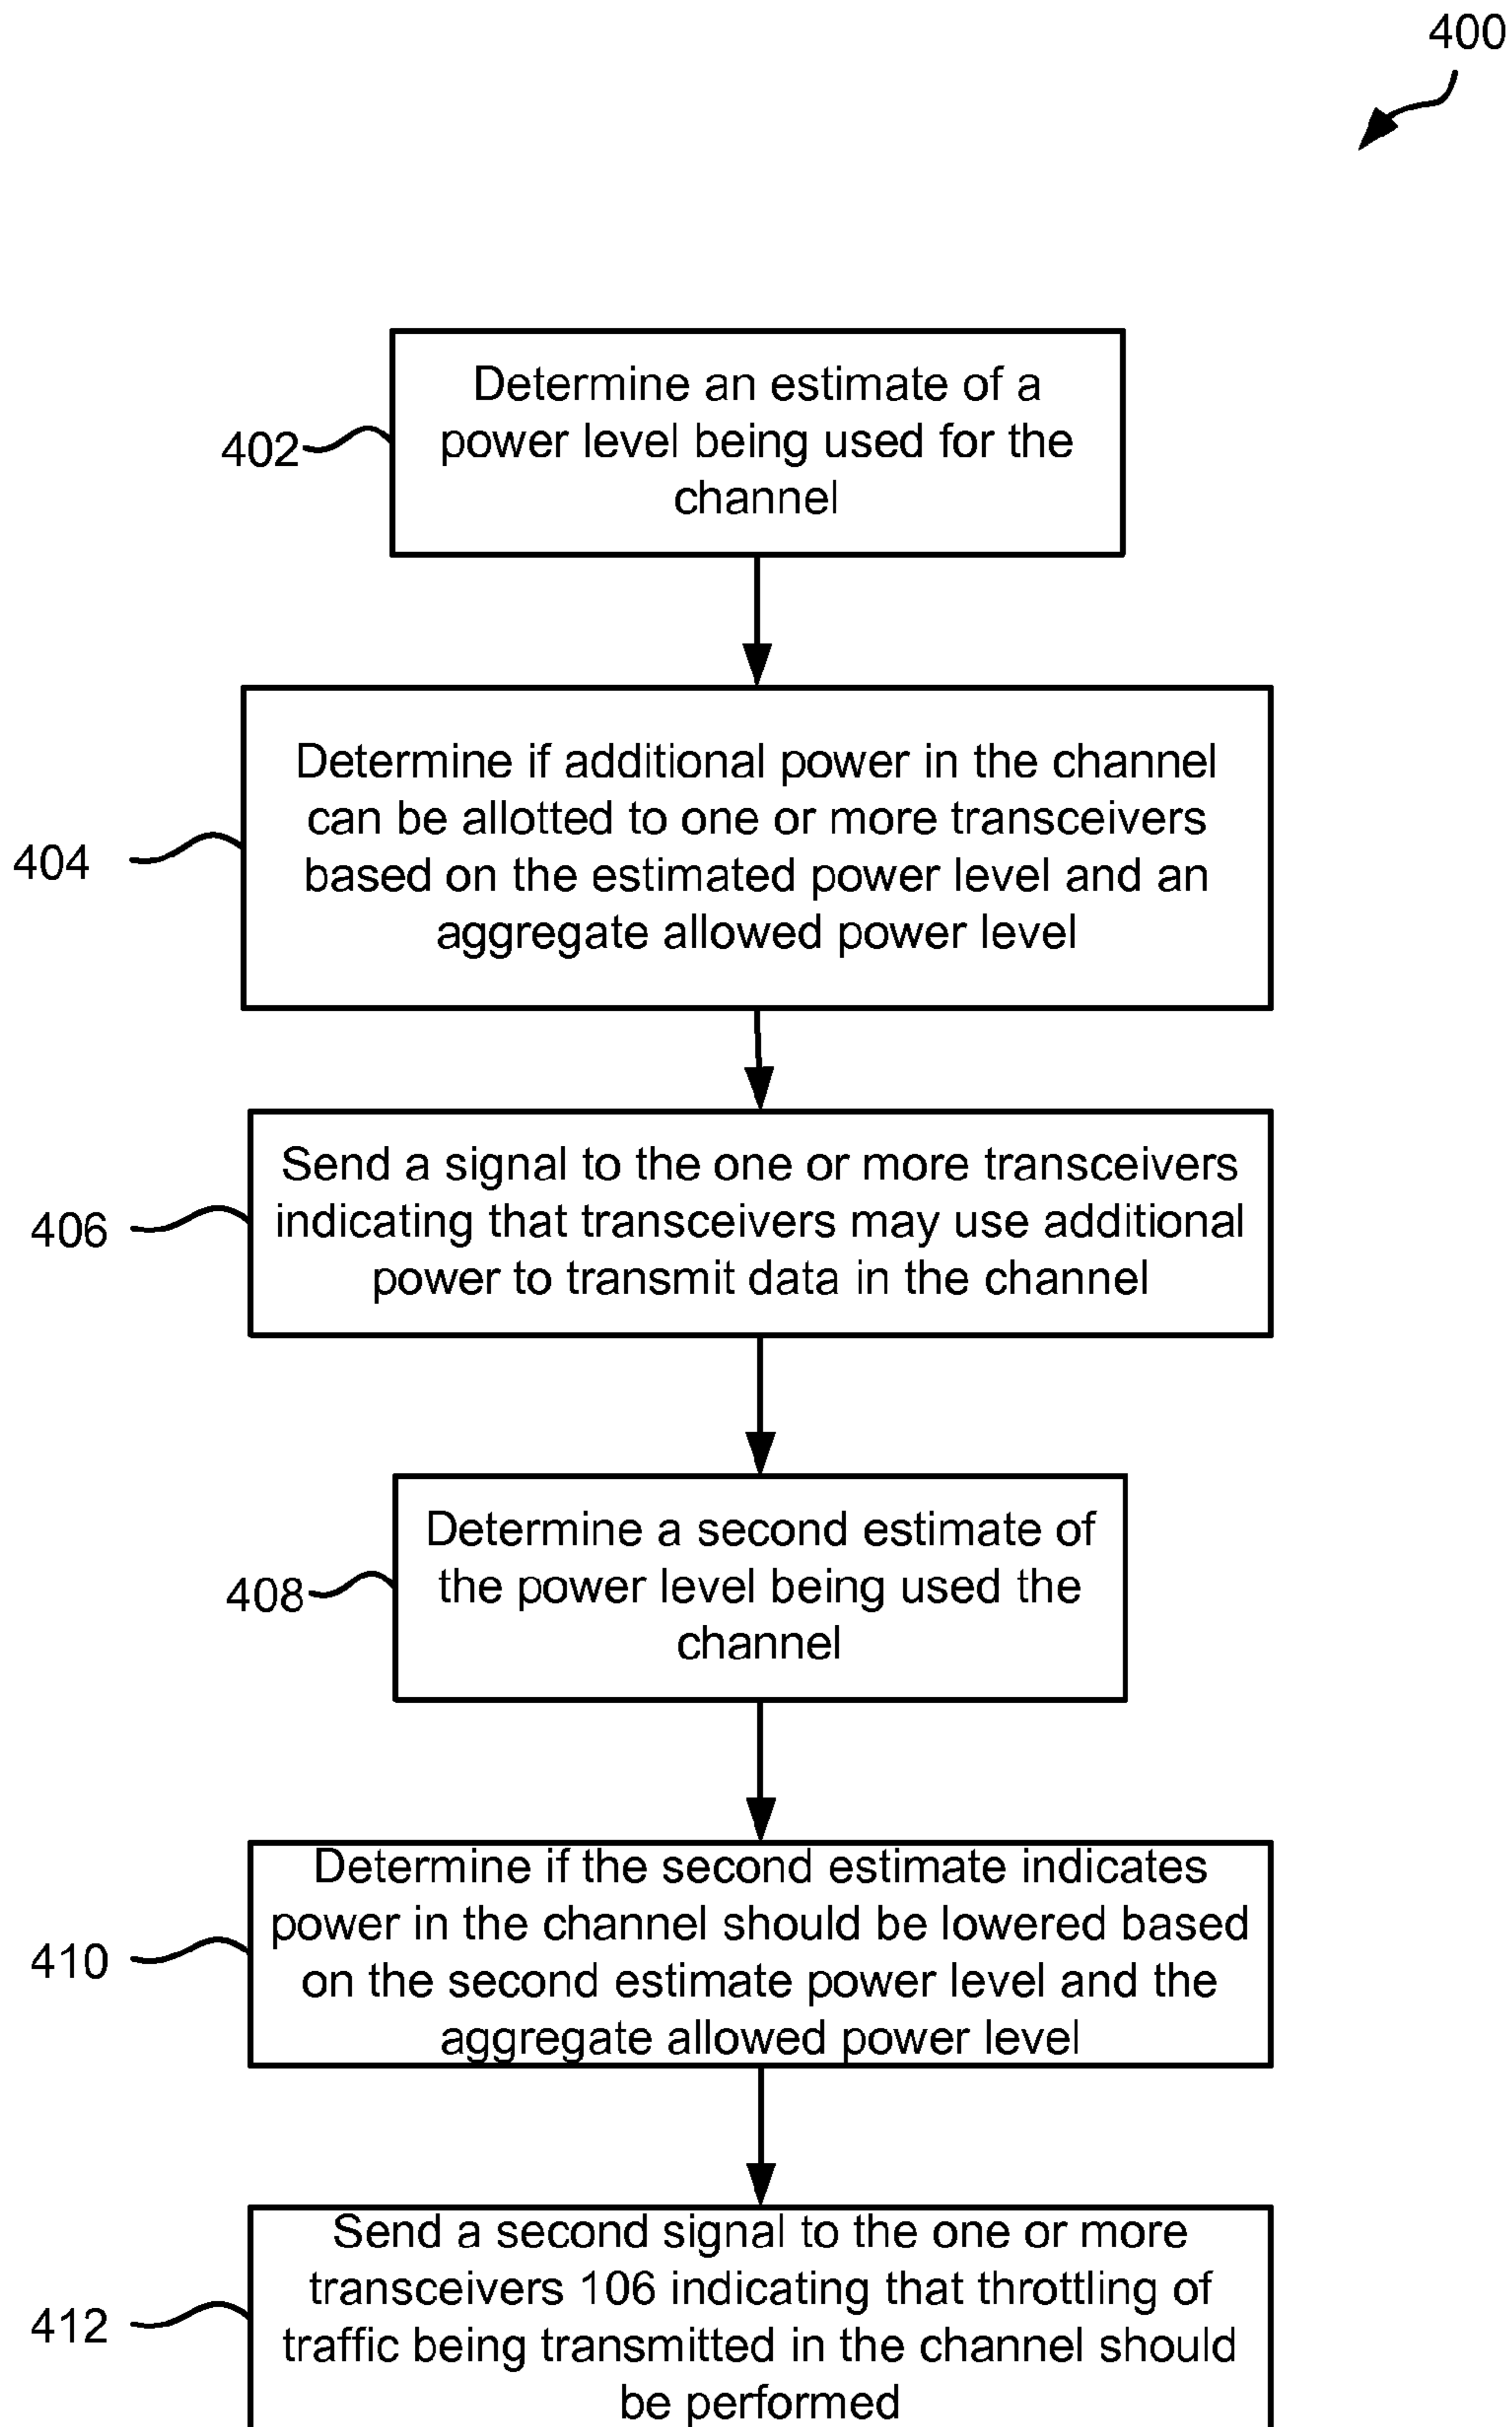 400
Determine an estimate of a
power level being used for the
channel
402
Determine if additional power in the channel
can be allotted to one or more transceivers
based on the estimated power level and an
aggregate allowed power level
404
Send a signal to the one or more transceivers
indicating that transceivers may use additional
power to transmit data in the channel
406
Determine a second estimate of
the power level being used the
channel
408
Determine if the second estimate indicates
power in the channel should be lowered based
on the second estimate power level and the
aggregate allowed power level
410
Send a second signal to the one or more
transceivers 106 indicating that throttling of
traffic being transmitted in the channel should
be performed
412